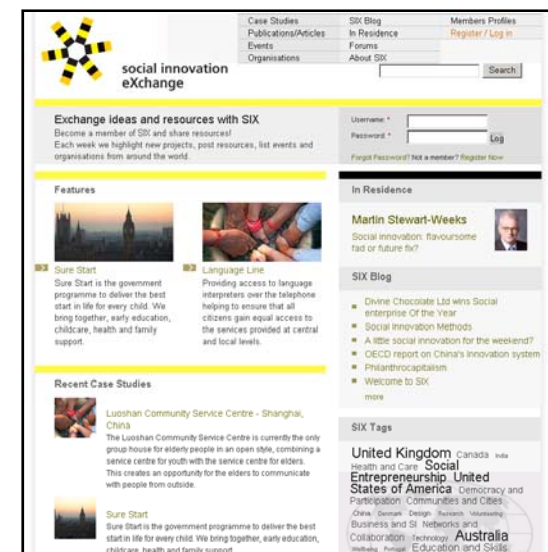 Case Studies
Publications/Articles
Events
Organisations
SIX Blog
In Residence
Forums
About SIX
Members Profiles
Register / Log in
social innovation
eXchange
Search
Exchange ideas and resources with SIX
Become a member of SIX and share resources!
Each week we highlight new projects, post resources, list events and
organisations from around the world.
Username: *
Password: *
Log
Forgot Password? Not a member? Register Now
Features
Sure Start
Sure Start is the government
programme to deliver the best
start in life for every child. We
bring together, early education,
childcare, health and family
support.
Language Line
Providing access to language
interpreters over the telephone
helping to ensure that all
citizens gain equal access to
the services provided at central
and local levels.
In Residence
Martin Stewart-Weeks
Social innovation: flavoursome
fad or future fix?
SIX Blog
Divine Chocolate Ltd wins Social
enterprise Of the Year
Social Innovation Methods
A little social innovation for the weekend?
OECD report on China's Innovation system
Philanthrocapitalism
Welcome to SIX
more
Recent Case Studies
Luoshan Community Service Centre - Shanghai,
China
The Luoshan Community Service Centre is currently the only
group house for elderly people in an open style, combining a
service centre for youth with the service centre for elders.
This creates an opportunity for the elders to communicate
with people from outside.
Sure Start
Sure Start is the government programme to deliver the best
start in life for every child. We bring together, early education,
childcare, health and family support.
SIX Tags
United Kingdom Canada India
Health and Care Social
Entrepreneurship United
States of America Democracy and
Participation Communities and Cities
China Denmark Design Research Volunteering
Business and SI Networks and
Collaboration Technology Australia
Wellbeing Portugal Education and Skills